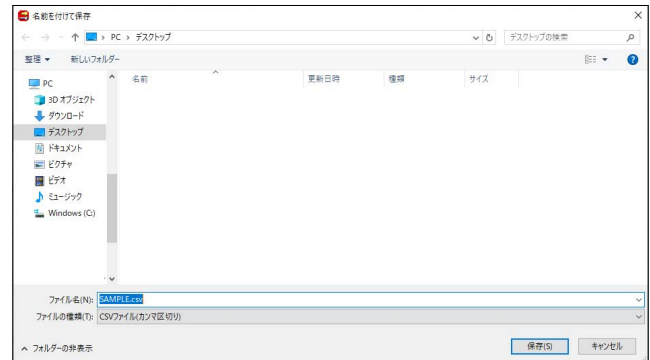 名前を付けて保存
PC › デスクトップ
デスクトップの検索
整理 新しいフォルダー
名前 更新日時 種類 サイズ
PC
3D オブジェクト
ダウンロード
デスクトップ
ドキュメント
ピクチャ
ビデオ
ミュージック
Windows (C:)
ファイル名(N): SAMPLE.csv
ファイルの種類(T): CSVファイル(カンマ区切り)
フォルダーの非表示
保存(S) キャンセル